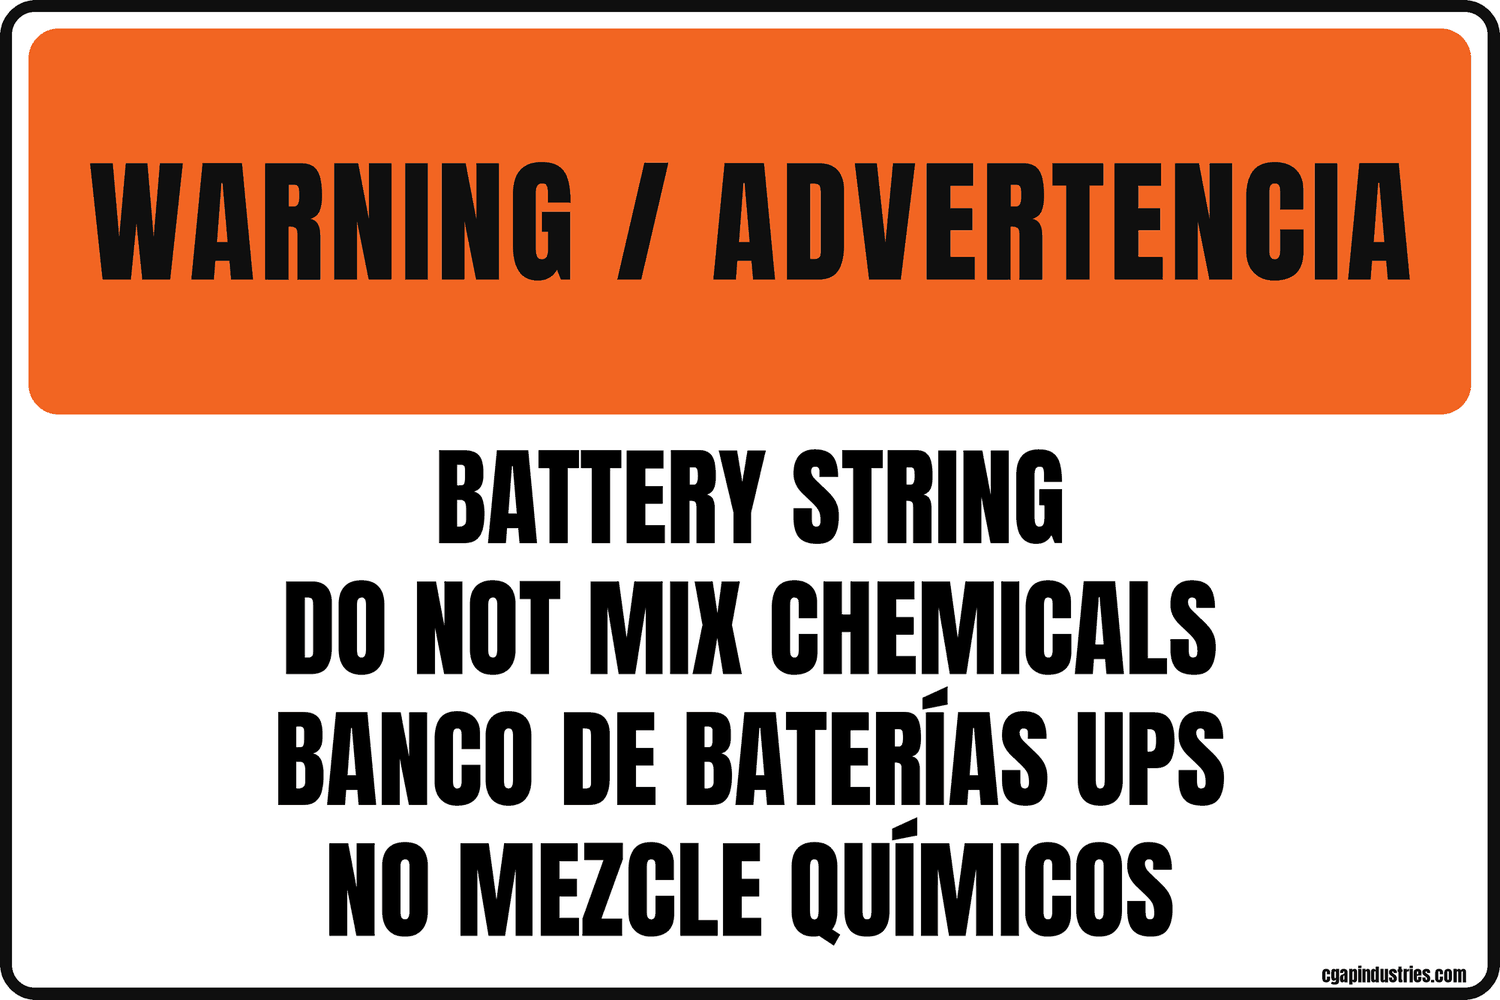 WARNING / ADVERTENCIA
BATTERY STRING
DO NOT MIX CHEMICALS
BANCO DE BATERÍAS UPS
NO MEZCLE QUÍMICOS
cgapindustries.com